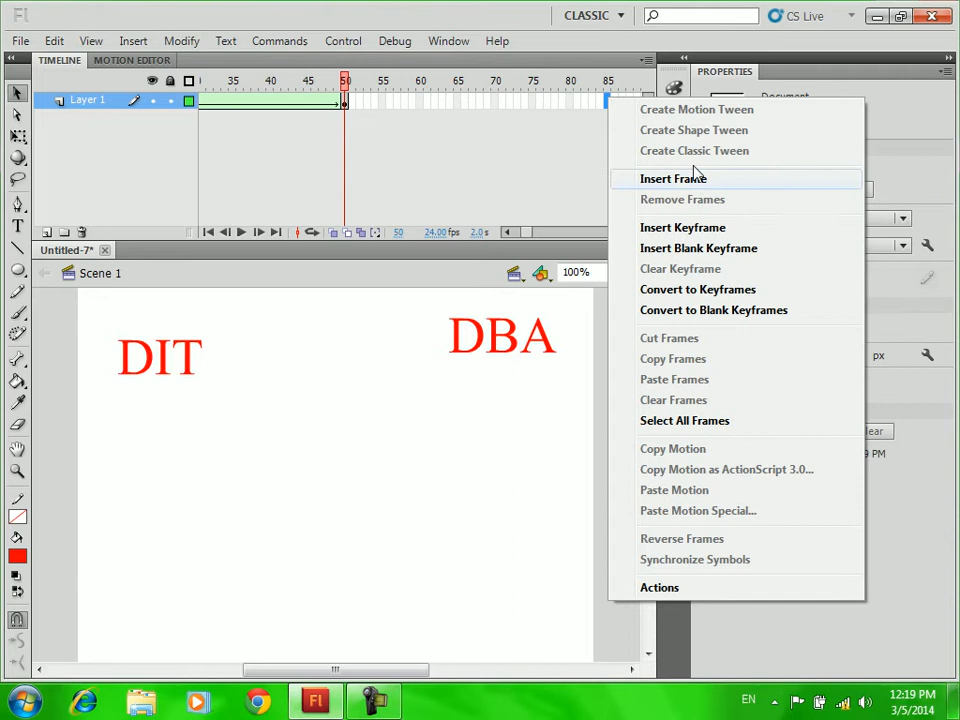 Fl
CLASSIC
CS Live
File Edit View Insert Modify Text Commands Control Debug Window Help
TIMELINE MOTION EDITOR
PROPERTIES
35 40 45 50 55 60 65 70 75 80 85
Layer 1
Create Motion Tween
Create Shape Tween
Create Classic Tween
Insert Frame
Remove Frames
Insert Keyframe
Insert Blank Keyframe
Clear Keyframe
Convert to Keyframes
Convert to Blank Keyframes
Cut Frames
Copy Frames
Paste Frames
Clear Frames
Select All Frames
Copy Motion
Copy Motion as ActionScript 3.0...
Paste Motion
Paste Motion Special...
Reverse Frames
Synchronize Symbols
Actions
50 24.00 fps 2.0 s
Untitled-7*
Scene 1
100%
DIT
DBA
px
lear
9 PM
Fl
EN
12:19 PM
3/5/2014